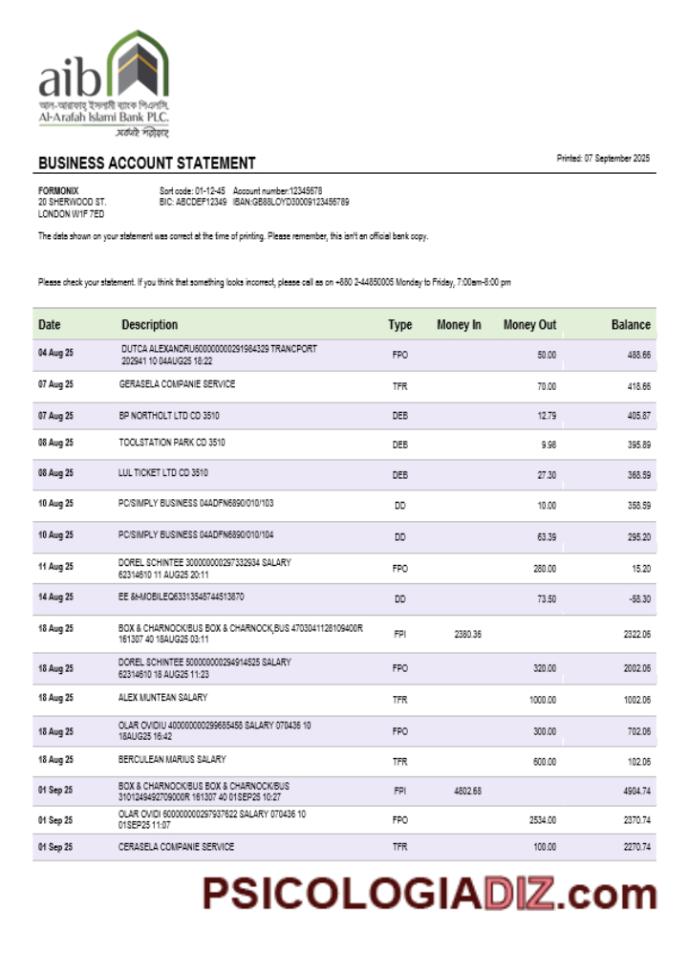 aib
আল-আরাফাহ্ ইসলামী ব্যাংক পিএলসি.
Al-Arafah Islami Bank PLC.
BUSINESS ACCOUNT STATEMENT
Printed: 07 September 2025
FORMONIX Sort code: 01-12-45 Account number:12345678
20 SHERWOOD ST. BIC: ABCDEF12349 IBAN:GB88LOYD30009123456789
LONDON W1F 7ED
The data shown on your statement was correct at the time of printing. Please remember, this isn't an official bank copy.
Please check your statement. If you think that something looks incorrect, please call as on +880 2-44850005 Monday to Friday, 7:00am-8:00 pm
Date Description Type Money In Money Out Balance
04 Aug 25 DUTCA ALEXANDRU600000000291984329 TRANCPORT FPO 50.00 488.66
202941 10 04AUG25 18:22
07 Aug 25 GERASELA COMPANIE SERVICE TFR 70.00 418.66
07 Aug 25 BP NORTHOLT LTD CD 3510 DEB 12.79 405.87
08 Aug 25 TOOLSTATION PARK CD 3510 DEB 9.98 395.89
08 Aug 25 LUL TICKET LTD CD 3510 DEB 27.30 368.59
10 Aug 25 PC/SIMPLY BUSINESS 04ADFN6890/010/103 DD 10.00 358.59
10 Aug 25 PC/SIMPLY BUSINESS 04ADFN6890/010/104 DD 63.39 295.20
11 Aug 25 DOREL SCHINTEE 300000000297332934 SALARY FPO 280.00 15.20
62314610 11 AUG25 20:11
14 Aug 25 EE &MOBILEQ63313548744513870 DD 73.50 -58.30
18 Aug 25 BOX & CHARNOCK/BUS BOX & CHARNOCK,BUS 4703041128109400R FPI 2380.36 2322.06
161307 40 18AUG25 03:11
18 Aug 25 DOREL SCHINTEE 500000000294914525 SALARY FPO 320.00 2002.06
62314610 18 AUG25 11:23
18 Aug 25 ALEX MUNTEAN SALARY TFR 1000.00 1002.06
18 Aug 25 OLAR OVIDIU 400000000299685458 SALARY 070436 10 FPO 300.00 702.06
18AUG25 16:42
18 Aug 25 BERCULEAN MARIUS SALARY TFR 600.00 102.06
01 Sep 25 BOX & CHARNOCK/BUS BOX & CHARNOCK/BUS FPI 4802.68 4904.74
3101249492709000R 161307 40 01SEP25 10:27
01 Sep 25 OLAR OVIDI 600000000297937622 SALARY 070436 10 FPO 2534.00 2370.74
01SEP25 11:07
01 Sep 25 CERASELA COMPANIE SERVICE TFR 100.00 2270.74
PSICOLOGIADIZ.com